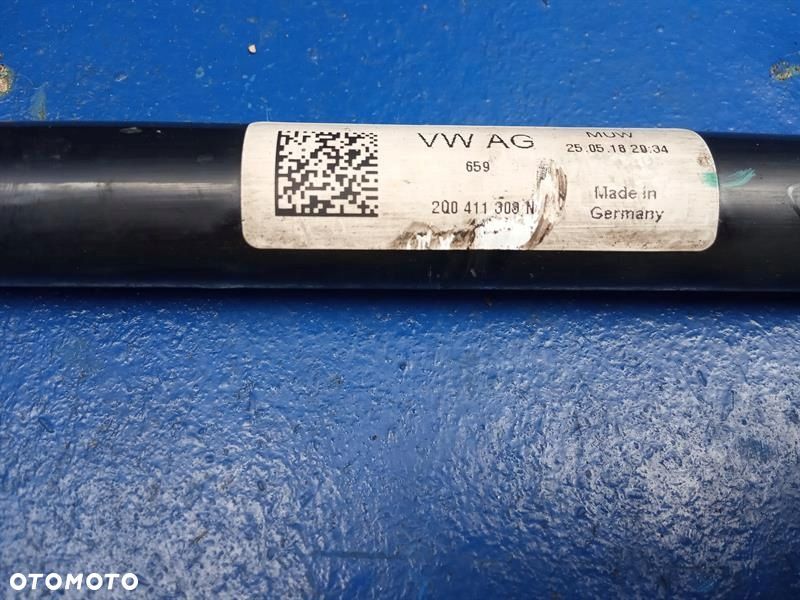 VW AG
659
2Q0 411 309 N
MUW
25.05.18 20:34
Made in
Germany
OTOMOTO